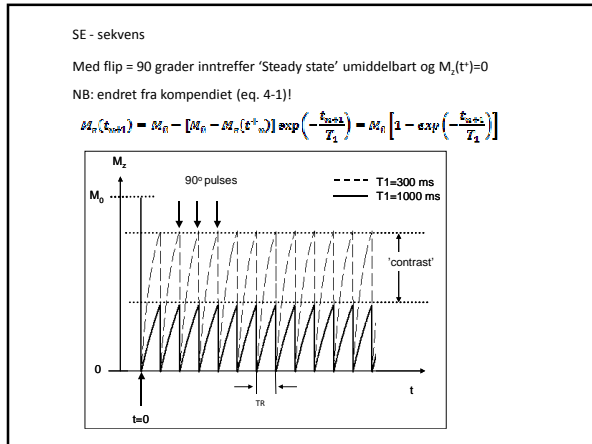 SE - sekvens
Med flip = 90 grader inntreffer ‘Steady state’ umiddelbart og Mz(t⁺)=0
NB: endret fra kompendiet (eq. 4-1)!
Mz(tn+1) = M0 − [M0 − Mz(t⁺n)] exp(−tn+1/T1) = M0 [1 − exp(−tn+1/T1)]
Mz
90º pulses
T1=300 ms
T1=1000 ms
M0
'contrast'
0
t
TR
t=0